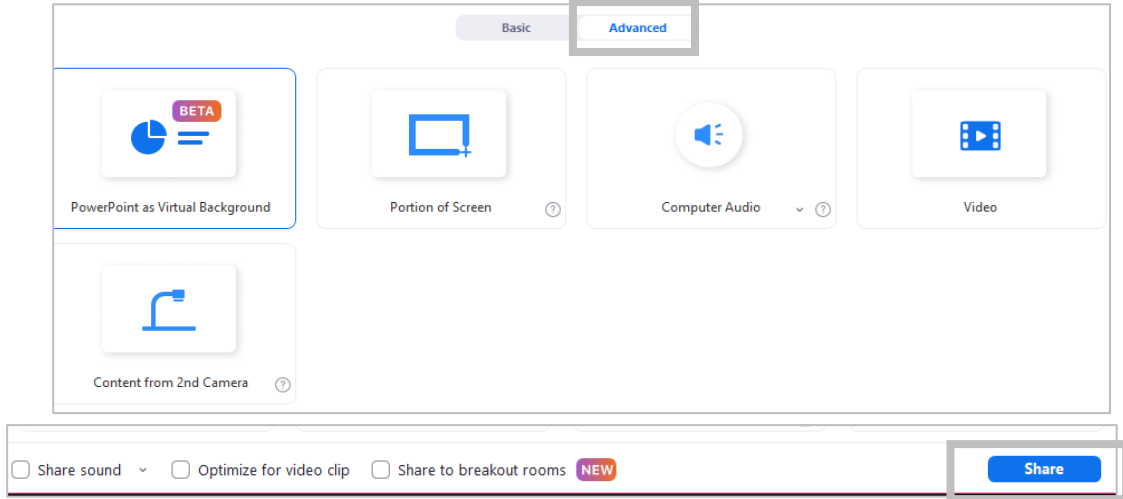 Basic Advanced
BETA
PowerPoint as Virtual Background Portion of Screen ? Computer Audio ? Video
Content from 2nd Camera ?
Share sound Optimize for video clip Share to breakout rooms NEW Share